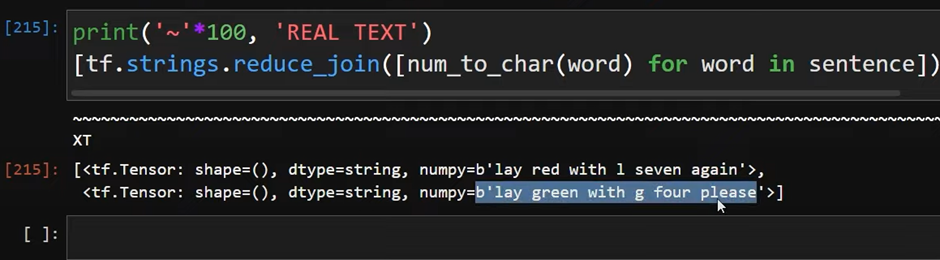 [215]:
print('~'*100, 'REAL TEXT')
[tf.strings.reduce_join([num_to_char(word) for word in sentence])
~~~~~~~~~~~~~~~~~~~~~~~~~~~~~~~~~~~~~~~~~~~~~~~~~~~~~~~~~~~~~~~~~~~~~~~~~~~~~~~~~~~~~~~~~~~~~
XT
[215]:
[<tf.Tensor: shape=(), dtype=string, numpy=b'lay red with l seven again'>,
<tf.Tensor: shape=(), dtype=string, numpy=b'lay green with g four please'>]
[ ]: